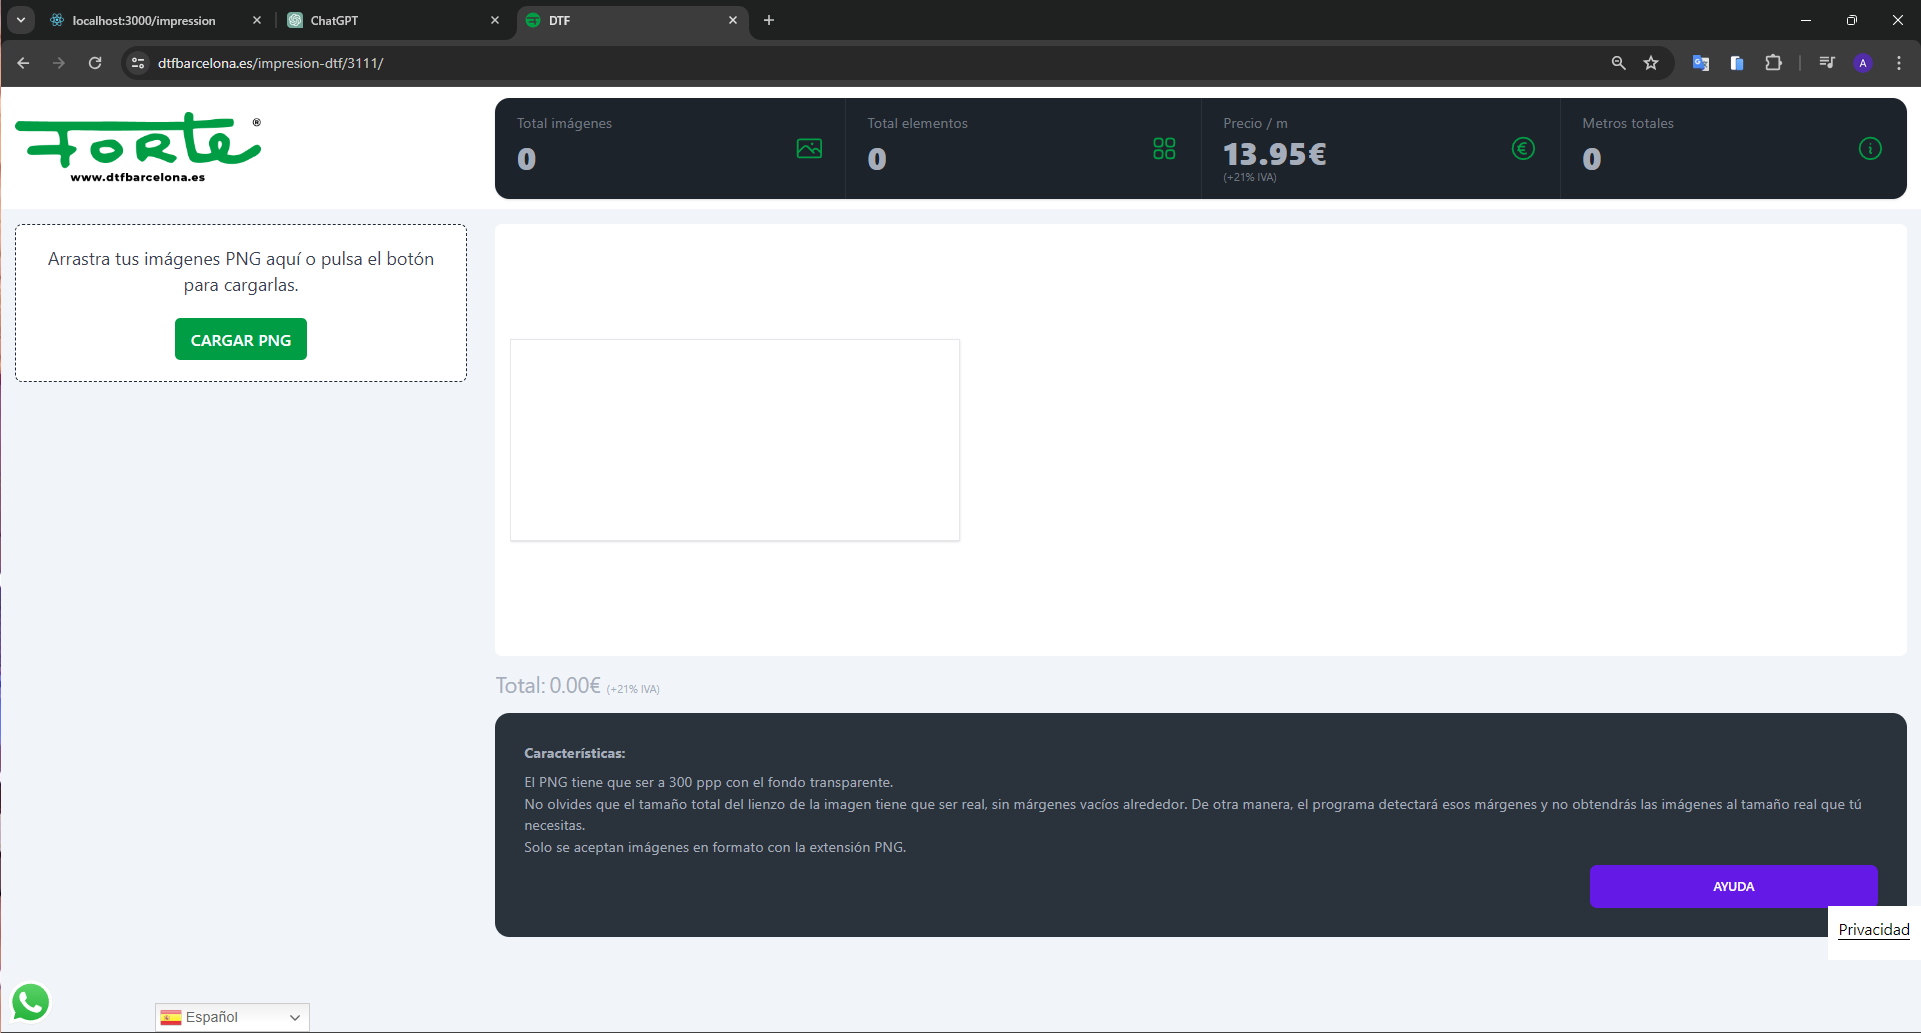 localhost:3000/impression
ChatGPT
DTF
dtfbarcelona.es/impresion-dtf/3111/
A
FORTE ®
www.dtfbarcelona.es
Total imágenes
0
Total elementos
0
Precio / m
13.95€
(+21% IVA)
Metros totales
0
Arrastra tus imágenes PNG aquí o pulsa el botón
para cargarlas.
CARGAR PNG
Total: 0.00€ (+21% IVA)
Características:
El PNG tiene que ser a 300 ppp con el fondo transparente.
No olvides que el tamaño total del lienzo de la imagen tiene que ser real, sin márgenes vacíos alrededor. De otra manera, el programa detectará esos márgenes y no obtendrás las imágenes al tamaño real que tú
necesitas.
Solo se aceptan imágenes en formato con la extensión PNG.
AYUDA
Privacidad
Español